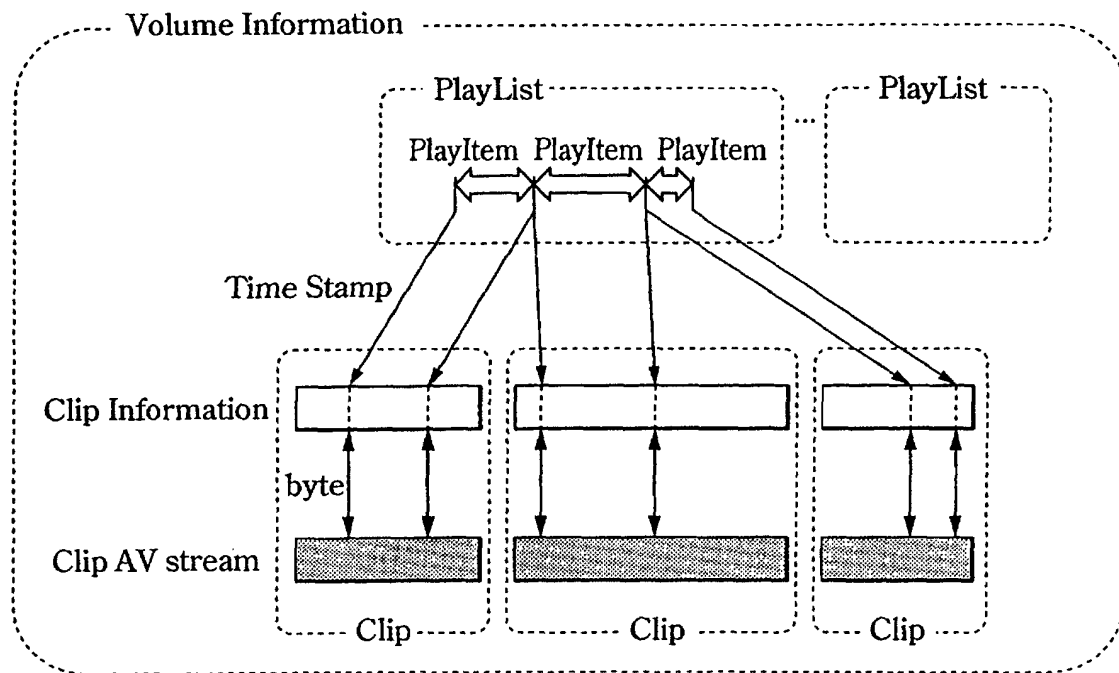 Volume Information
PlayList
PlayList
...
PlayItem PlayItem PlayItem
Time Stamp
Clip Information
byte
Clip AV stream
Clip
Clip
Clip